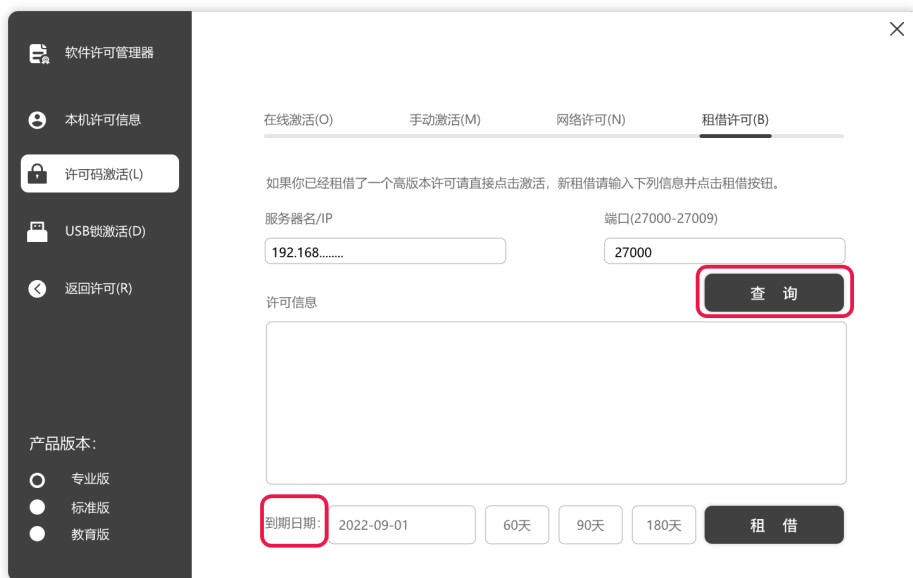 软件许可管理器
本机许可信息
许可码激活(L)
USB锁激活(D)
返回许可(R)
产品版本：
专业版
标准版
教育版
在线激活(O) 手动激活(M) 网络许可(N) 租借许可(B)
如果你已经租借了一个高版本许可请直接点击激活，新租借请输入下列信息并点击租借按钮。
服务器名/IP 端口(27000-27009)
192.168........ 27000
查 询
许可信息
到期日期： 2022-09-01 60天 90天 180天 租 借